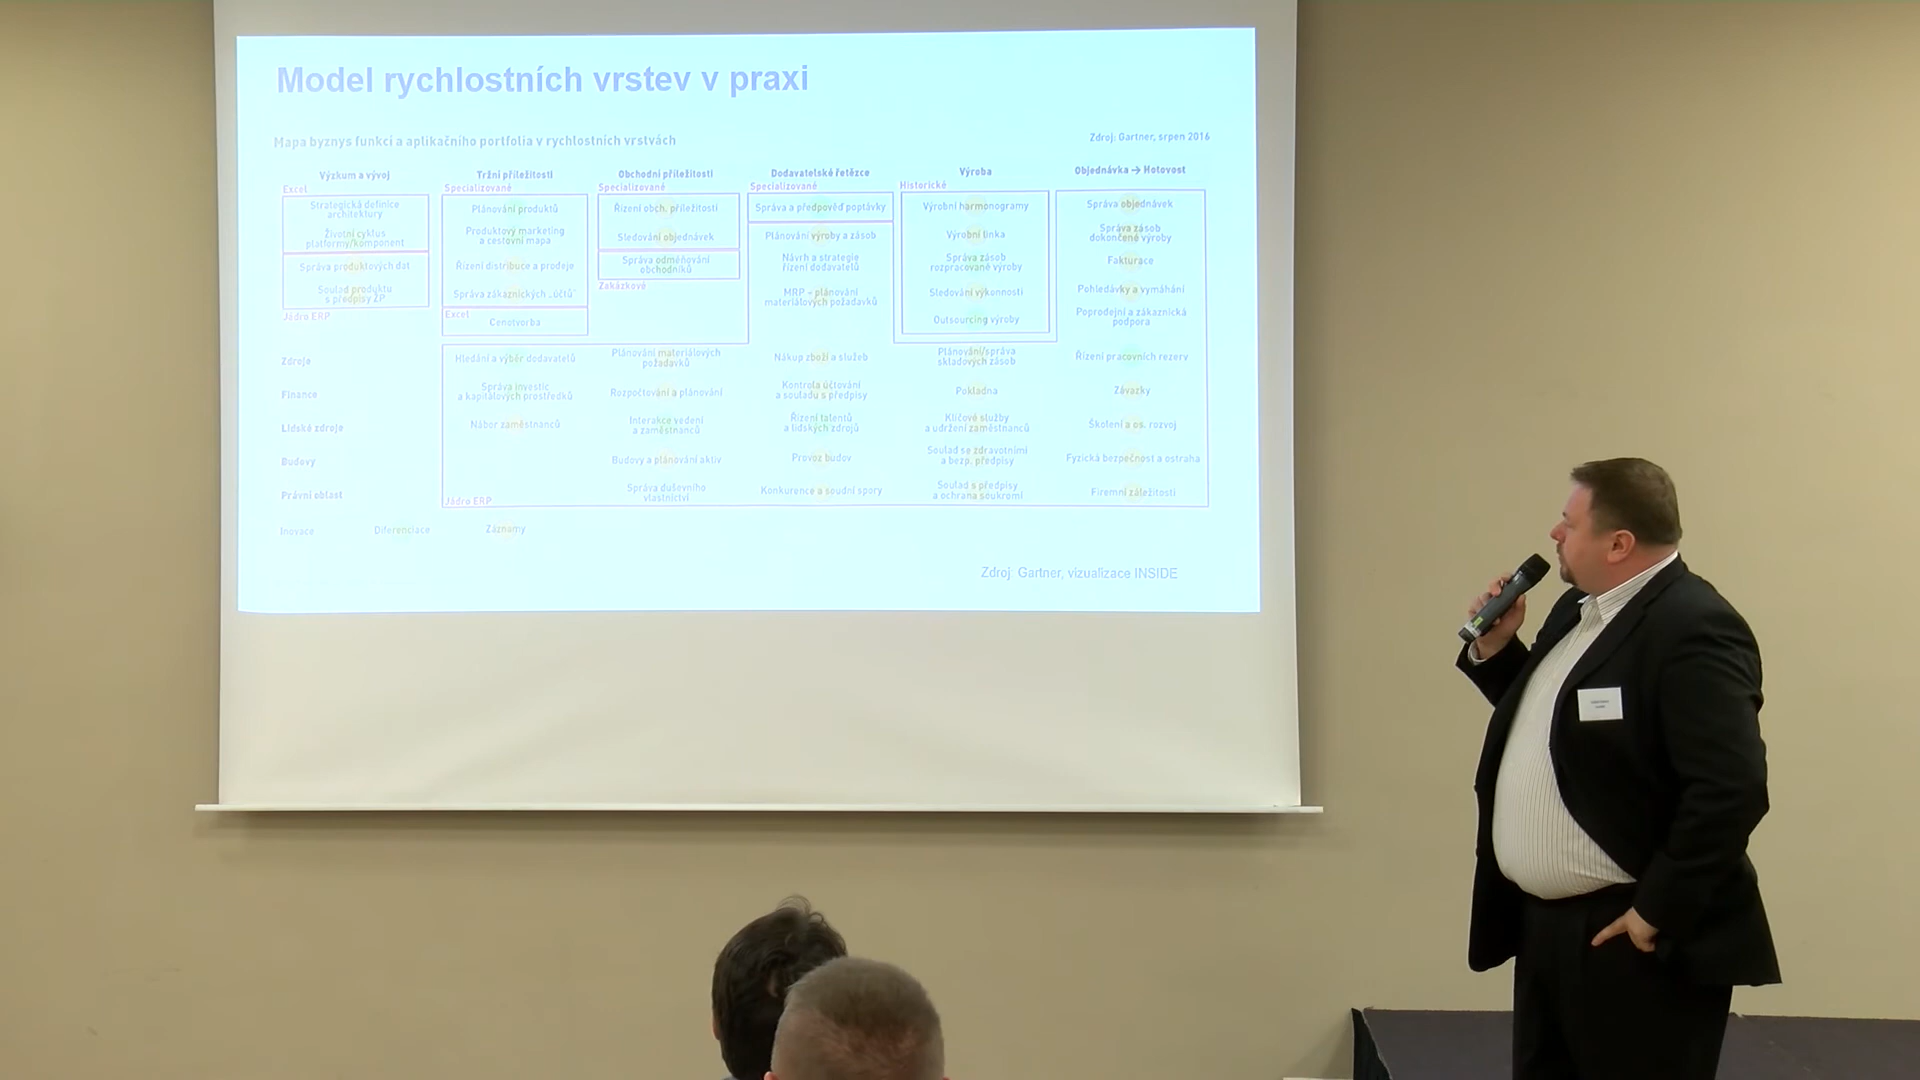 Model rychlostních vrstev v praxi
Mapa byznys funkcí a aplikačního portfolia v rychlostních vrstvách
Zdroj: Gartner, srpen 2016
Výzkum a vývoj
Excel
Strategická definice
architektury
Životní cyklus
platformy/komponent
Správa produktových dat
Soulad produktu
s předpisy ŽP
Jádro ERP
Tržní příležitosti
Specializované
Plánování produktů
Produktový marketing
a cestovní mapa
Řízení distribuce a prodeje
Správa zákaznických „účtů“
Excel
Cenotvorba
Obchodní příležitosti
Specializované
Řízení obch. příležitostí
Sledování objednávek
Správa odměňování
obchodníků
Zakázkové
Dodavatelské řetězce
Specializované
Správa a předpověď poptávky
Plánování výroby a zásob
Návrh a strategie
řízení dodavatelů
MRP – plánování
materiálových požadavků
Výroba
Historické
Výrobní harmonogramy
Výrobní linka
Správa zásob
rozpracované výroby
Sledování výkonnosti
Outsourcing výroby
Objednávka → Hotovost
Správa objednávek
Správa zásob
dokončené výroby
Fakturace
Pohledávky a vymáhání
Poprodejní a zákaznická
podpora
Zdroje
Hledání a výběr dodavatelů
Plánování materiálových
požadavků
Nákup zboží a služeb
Plánování/správa
skladových zásob
Řízení pracovních rezerv
Finance
Správa investic
a kapitálových prostředků
Rozpočtování a plánování
Kontrola účtování
a souladu s předpisy
Pokladna
Závazky
Lidské zdroje
Nábor zaměstnanců
Interakce vedení
a zaměstnanců
Řízení talentů
a lidských zdrojů
Klíčové služby
a udržení zaměstnanců
Školení a os. rozvoj
Budovy
Budovy a plánování aktiv
Provoz budov
Soulad se zdravotními
a bezp. předpisy
Fyzická bezpečnost a ostraha
Právní oblast
Správa duševního
vlastnictví
Konkurence a soudní spory
Soulad s předpisy
a ochrana soukromí
Firemní záležitosti
Jádro ERP
Inovace
Diferenciace
Záznamy
Zdroj: Gartner, vizualizace INSIDE